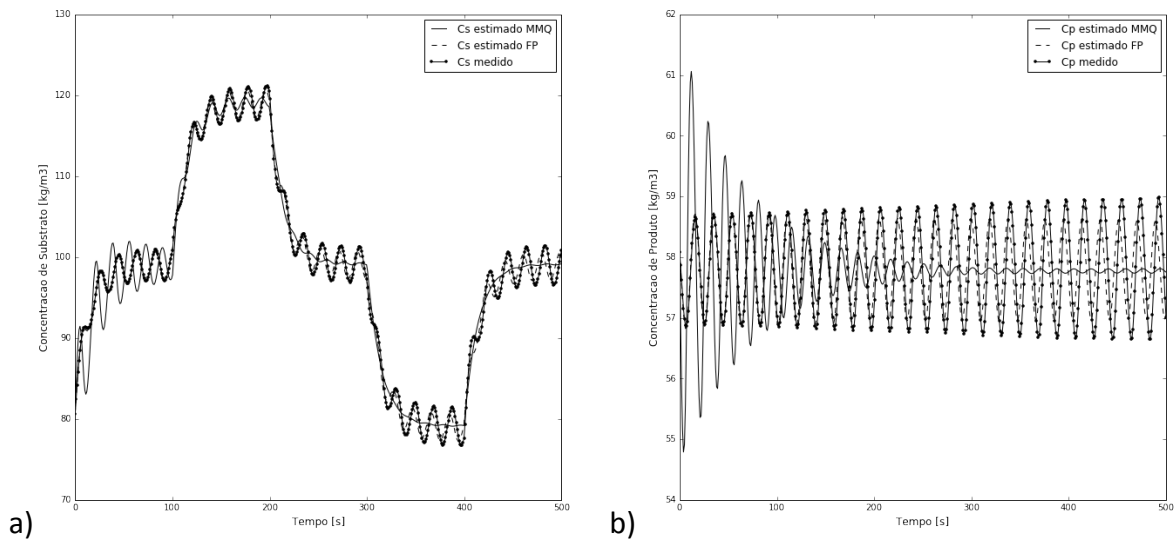 130
120
110
100
90
80
70
Concentracao de Substrato [kg/m3]
Cs estimado MMQ
Cs estimado FP
Cs medido
0
100
200
300
400
500
Tempo [s]
a)
62
61
60
59
58
57
56
55
54
Concentracao de Produto [kg/m3]
Cp estimado MMQ
Cp estimado FP
Cp medido
0
100
200
300
400
500
Tempo [s]
b)